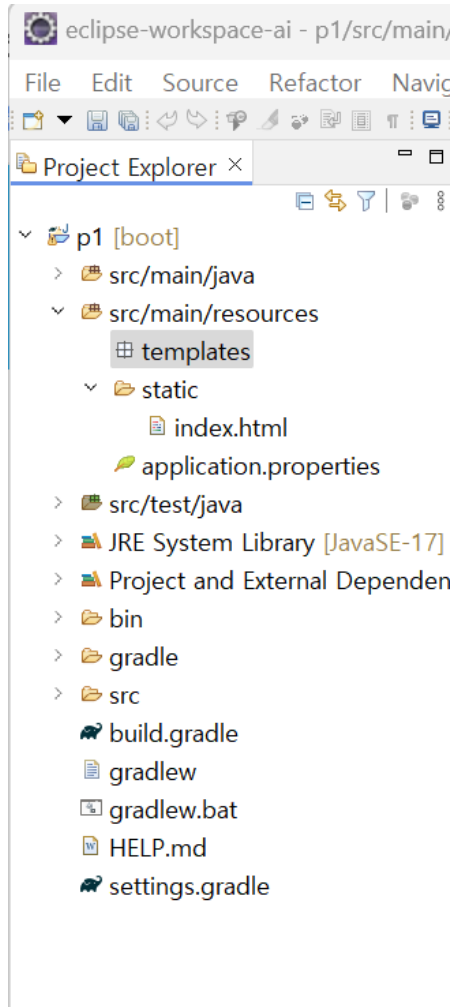 eclipse-workspace-ai - p1/src/main/
File Edit Source Refactor Navig
Project Explorer
p1 [boot]
src/main/java
src/main/resources
templates
static
index.html
application.properties
src/test/java
JRE System Library [JavaSE-17]
Project and External Dependen
bin
gradle
src
build.gradle
gradlew
gradlew.bat
HELP.md
settings.gradle